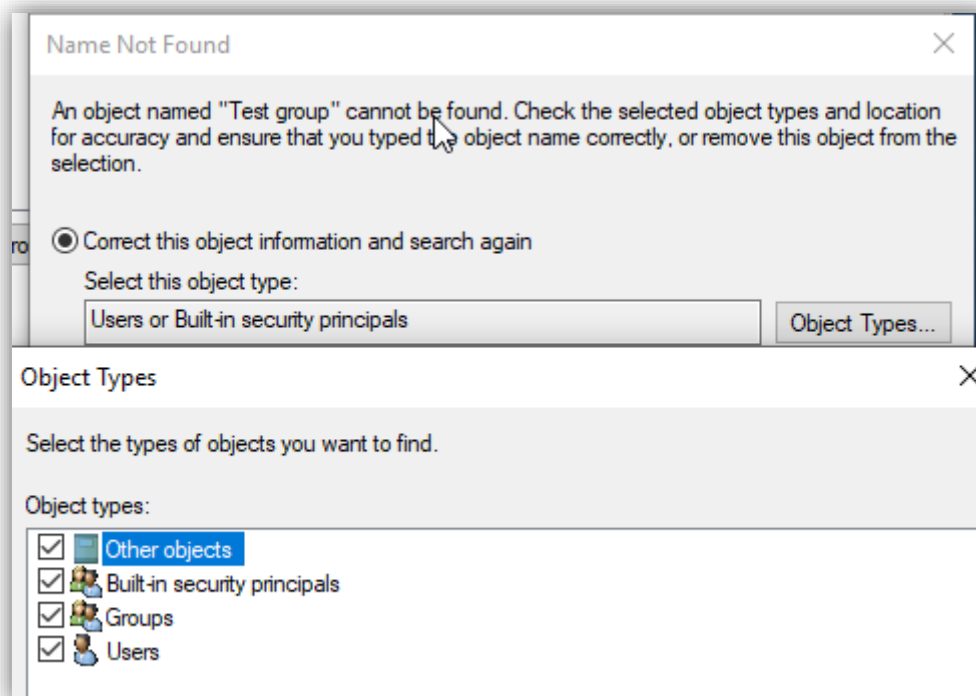 Name Not Found
An object named "Test group" cannot be found. Check the selected object types and location
for accuracy and ensure that you typed the object name correctly, or remove this object from the
selection.
ro
Correct this object information and search again
Select this object type:
Users or Built-in security principals
Object Types...
Object Types
Select the types of objects you want to find.
Object types:
Other objects
Built-in security principals
Groups
Users